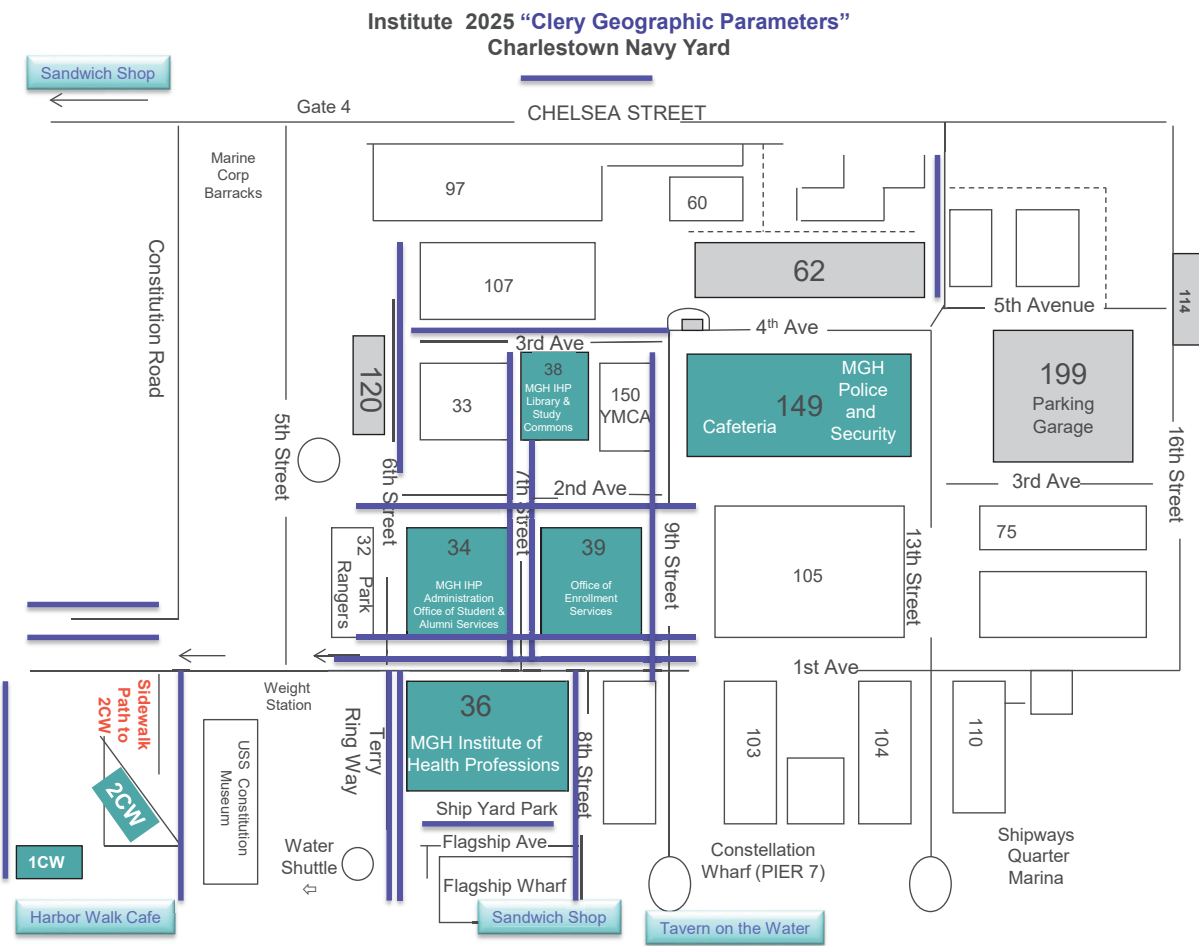 Institute 2025 “Clery Geographic Parameters”
Charlestown Navy Yard
Sandwich Shop
Gate 4
CHELSEA STREET
Marine
Corp
Barracks
97
60
Constitution Road
107
62
114
5th Avenue
4th Ave
3rd Ave
120
33
38
MGH IHP
Library &
Study
Commons
150
YMCA
Cafeteria
149
MGH
Police
and
Security
199
Parking
Garage
5th Street
6th Street
7th Street
2nd Ave
3rd Ave
16th Street
32
Park
Rangers
34
MGH IHP
Administration
Office of Student &
Alumni Services
39
Office of
Enrollment
Services
9th Street
105
13th Street
75
1st Ave
Sidewalk
Path to
2CW
Weight
Station
Terry
Ring Way
36
MGH Institute of
Health Professions
8th Street
103
104
110
USS Constitution
Museum
2CW
1CW
Ship Yard Park
Flagship Ave
Flagship Wharf
Water
Shuttle
⇦
Constellation
Wharf (PIER 7)
Shipways
Quarter
Marina
Harbor Walk Cafe
Sandwich Shop
Tavern on the Water